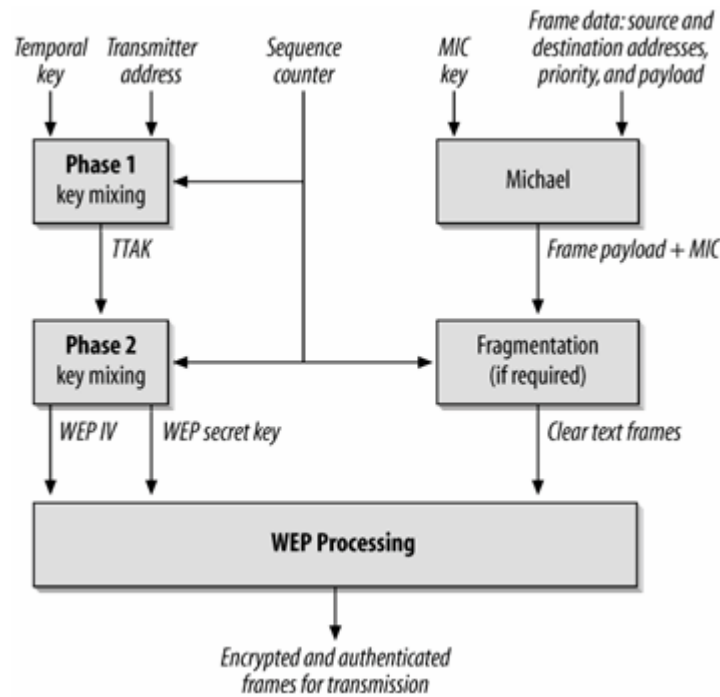 Temporal
key
Transmitter
address
Sequence
counter
MIC
key
Frame data: source and
destination addresses,
priority, and payload
Phase 1
key mixing
Michael
TTAK
Frame payload + MIC
Phase 2
key mixing
Fragmentation
(if required)
WEP IV
WEP secret key
Clear text frames
WEP Processing
Encrypted and authenticated
frames for transmission